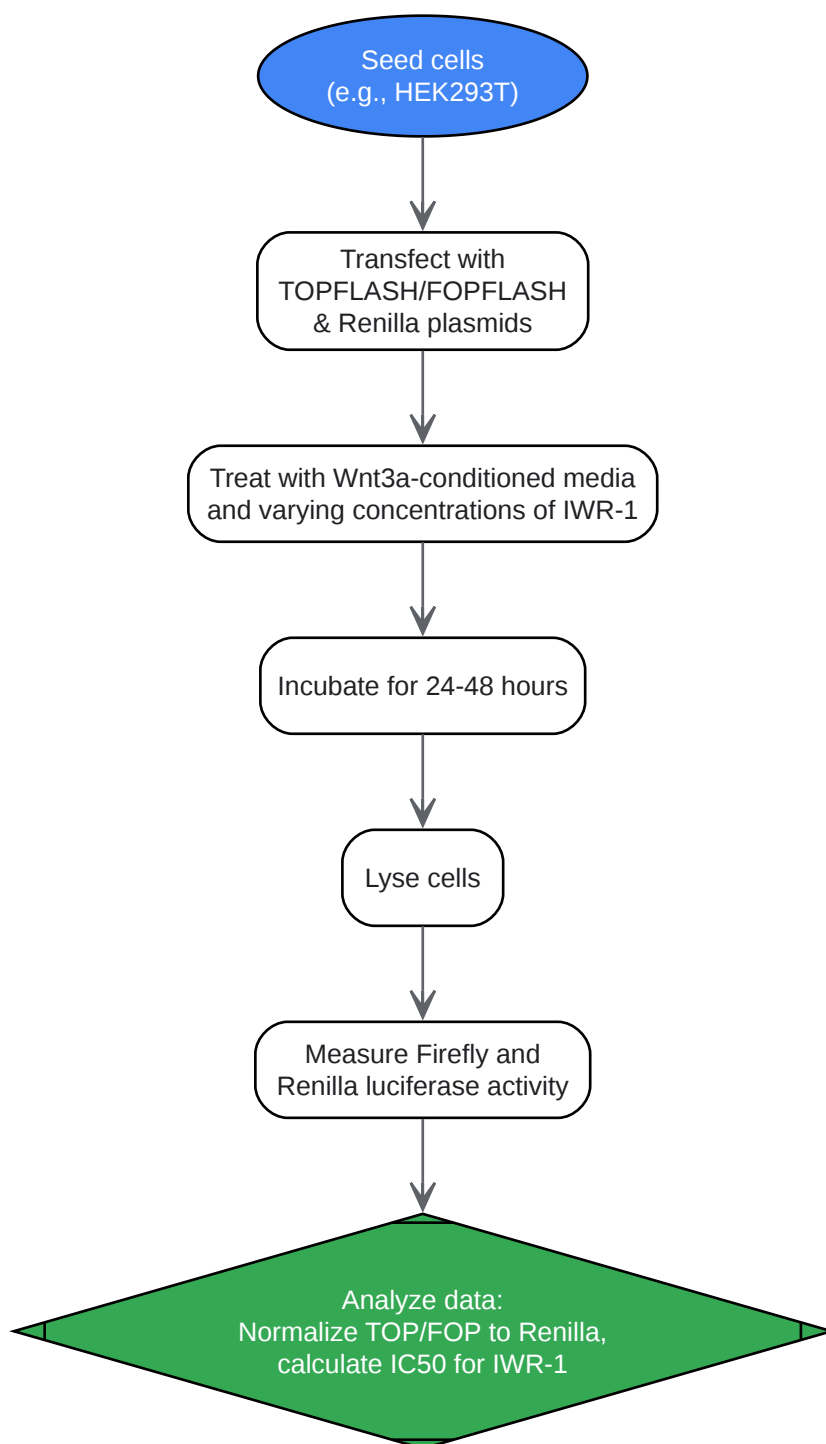 Seed cells
(e.g., HEK293T)
Transfect with
TOPFLASH/FOPFLASH
& Renilla plasmids
Treat with Wnt3a-conditioned media
and varying concentrations of IWR-1
Incubate for 24-48 hours
Lyse cells
Measure Firefly and
Renilla luciferase activity
Analyze data:
Normalize TOP/FOP to Renilla,
calculate IC50 for IWR-1